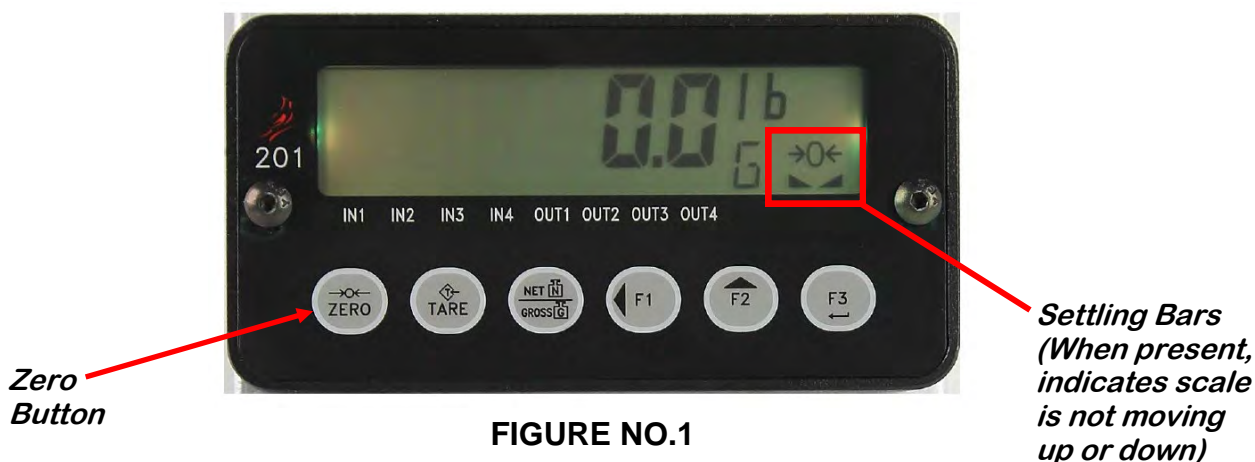 0.0 lb
G →0←
201
IN1 IN2 IN3 IN4 OUT1 OUT2 OUT3 OUT4
→0← ZERO
T TARE
NET N GROSS G
F1
F2
F3
Zero
Button
Settling Bars
(When present,
indicates scale
is not moving
up or down)
FIGURE NO.1